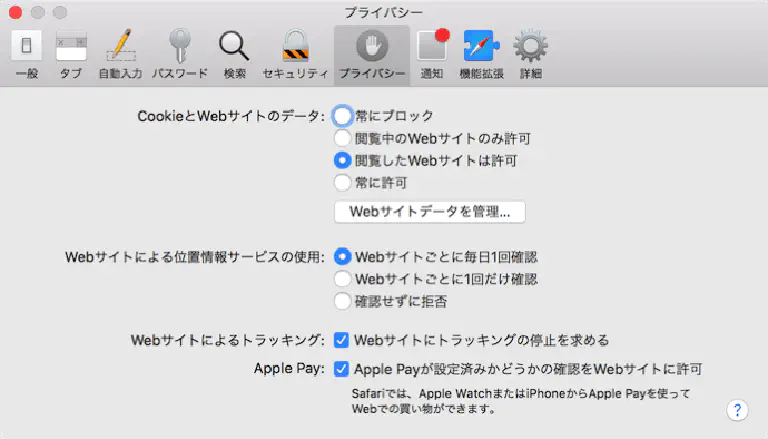 プライバシー
一般 タブ 自動入力 パスワード 検索 セキュリティ プライバシー 通知 機能拡張 詳細
CookieとWebサイトのデータ: 常にブロック
閲覧中のWebサイトのみ許可
閲覧したWebサイトは許可
常に許可
Webサイトデータを管理...
Webサイトによる位置情報サービスの使用: Webサイトごとに毎日1回確認
Webサイトごとに1回だけ確認
確認せずに拒否
Webサイトによるトラッキング: Webサイトにトラッキングの停止を求める
Apple Pay: Apple Payが設定済みかどうかの確認をWebサイトに許可
Safariでは、Apple WatchまたはiPhoneからApple Payを使って
Webでの買い物ができます。
?